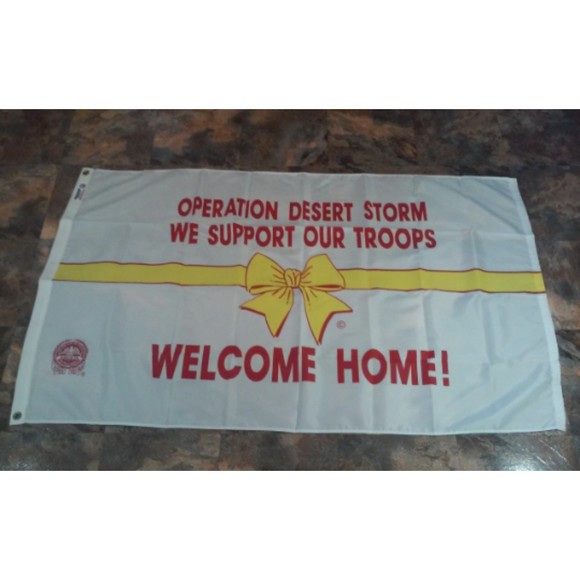 OPERATION DESERT STORM
WE SUPPORT OUR TROOPS
©
WELCOME HOME!